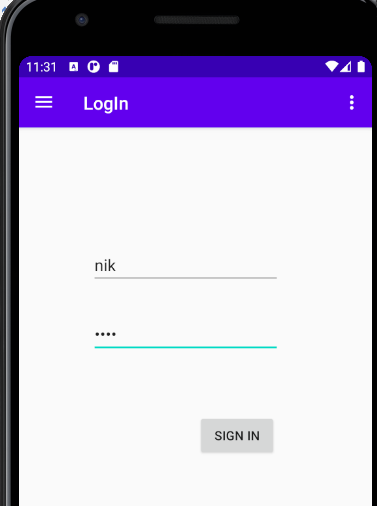 11:31
LogIn
nik
••••
SIGN IN